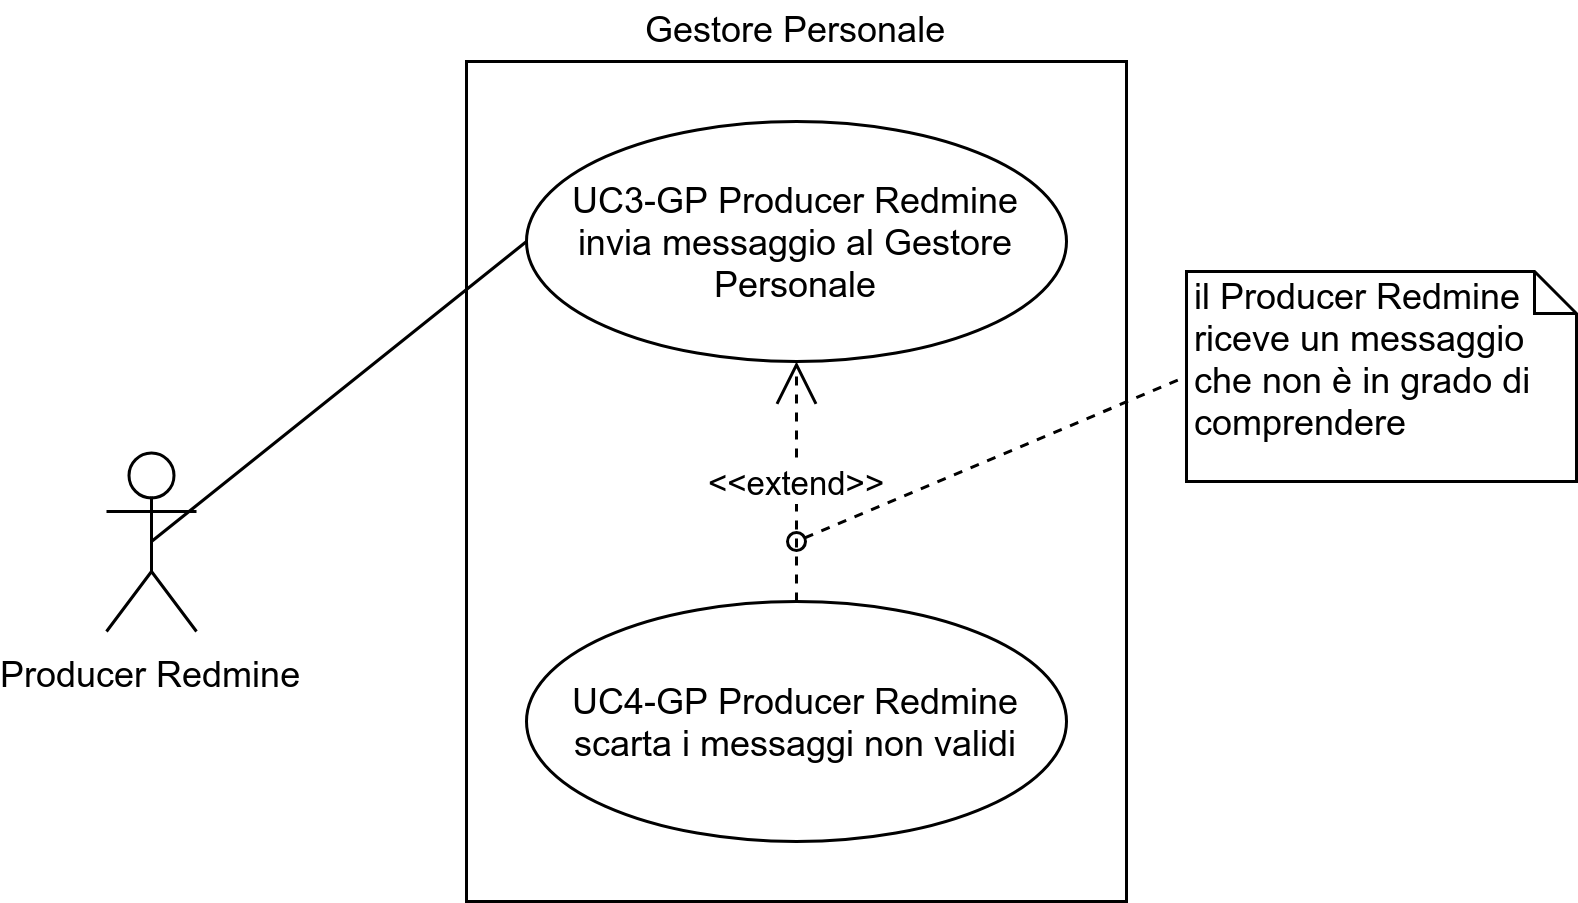 Gestore Personale
UC3-GP Producer Redmine
invia messaggio al Gestore
Personale
il Producer Redmine
riceve un messaggio
che non è in grado di
comprendere
<<extend>>
Producer Redmine
UC4-GP Producer Redmine
scarta i messaggi non validi